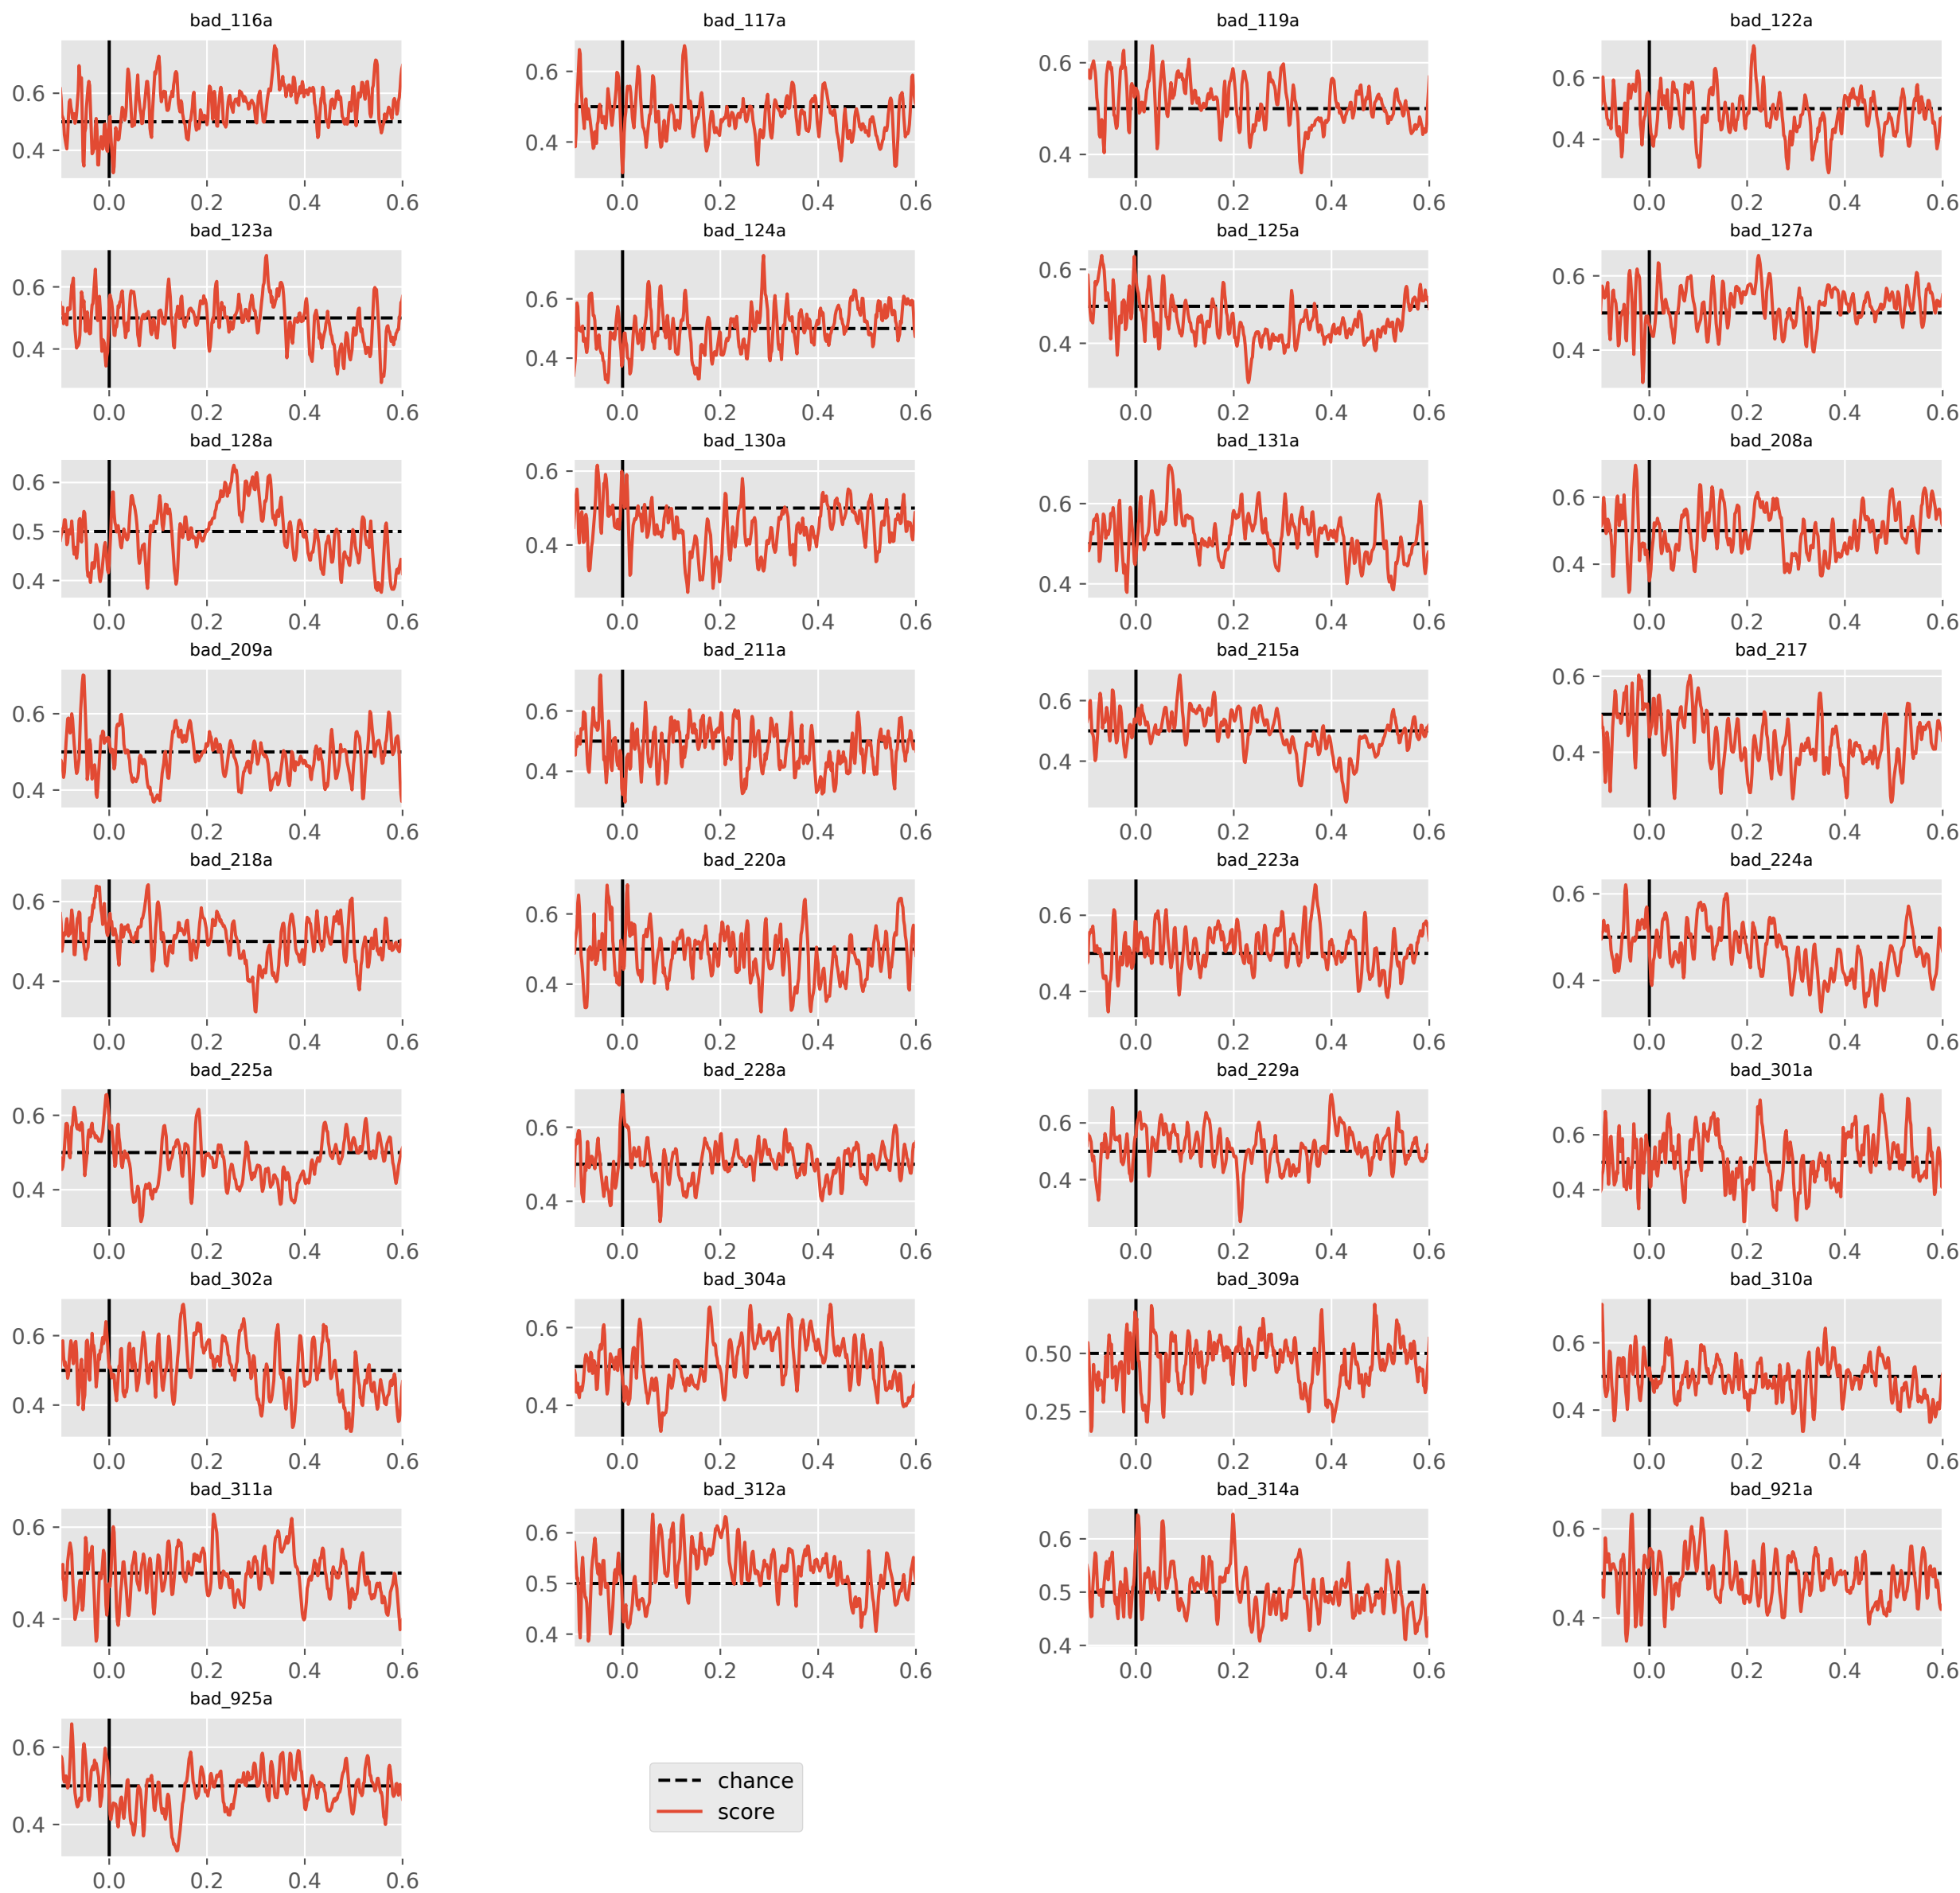 bad_116a bad_117a bad_119a bad_122a
0.6 0.6 0.6 0.6
0.4 0.4 0.4 0.4
0.0 0.2 0.4 0.6 0.0 0.2 0.4 0.6 0.0 0.2 0.4 0.6 0.0 0.2 0.4 0.6
bad_123a bad_124a bad_125a bad_127a
0.6 0.6 0.6 0.6
0.4 0.4 0.4 0.4
0.0 0.2 0.4 0.6 0.0 0.2 0.4 0.6 0.0 0.2 0.4 0.6 0.0 0.2 0.4 0.6
bad_128a bad_130a bad_131a bad_208a
0.6 0.6 0.6 0.6
0.5
0.4 0.4 0.4 0.4
0.0 0.2 0.4 0.6 0.0 0.2 0.4 0.6 0.0 0.2 0.4 0.6 0.0 0.2 0.4 0.6
bad_209a bad_211a bad_215a bad_217
0.6 0.6 0.6 0.6
0.4 0.4 0.4 0.4
0.0 0.2 0.4 0.6 0.0 0.2 0.4 0.6 0.0 0.2 0.4 0.6 0.0 0.2 0.4 0.6
bad_218a bad_220a bad_223a bad_224a
0.6 0.6 0.6 0.6
0.4 0.4 0.4 0.4
0.0 0.2 0.4 0.6 0.0 0.2 0.4 0.6 0.0 0.2 0.4 0.6 0.0 0.2 0.4 0.6
bad_225a bad_228a bad_229a bad_301a
0.6 0.6 0.6 0.6
0.4 0.4 0.4 0.4
0.0 0.2 0.4 0.6 0.0 0.2 0.4 0.6 0.0 0.2 0.4 0.6 0.0 0.2 0.4 0.6
bad_302a bad_304a bad_309a bad_310a
0.6 0.6 0.50 0.6
0.4 0.4 0.25 0.4
0.0 0.2 0.4 0.6 0.0 0.2 0.4 0.6 0.0 0.2 0.4 0.6 0.0 0.2 0.4 0.6
bad_311a bad_312a bad_314a bad_921a
0.6 0.6 0.6 0.6
0.5 0.5
0.4 0.4 0.4 0.4
0.0 0.2 0.4 0.6 0.0 0.2 0.4 0.6 0.0 0.2 0.4 0.6 0.0 0.2 0.4 0.6
bad_925a
0.6
0.4
0.0 0.2 0.4 0.6
chance
score